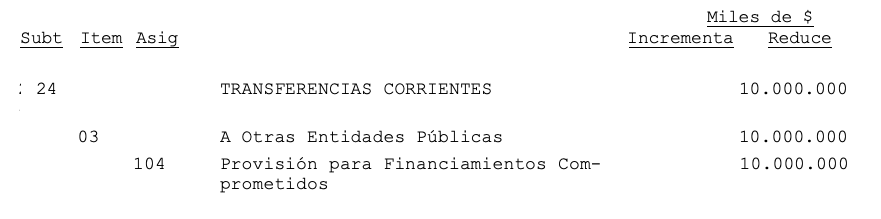 Miles de $
Subt Item Asig Incrementa Reduce
24 TRANSFERENCIAS CORRIENTES 10.000.000
03 A Otras Entidades Públicas 10.000.000
104 Provisión para Financiamientos Com- 10.000.000
prometidos